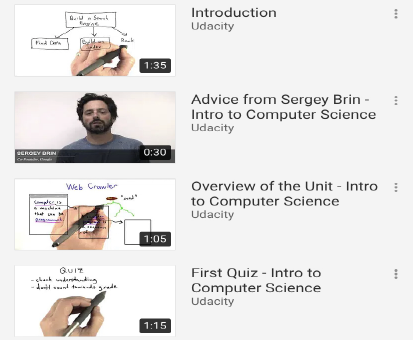 Build a Search
Engine
Find Data
Build an
Index
Rank
1:35
Introduction
Udacity
SERGEY BRIN
Co-Founder, Google
0:30
Advice from Sergey Brin -
Intro to Computer Science
Udacity
Web Crawler
Computer is
a machine
that can be
programmed
"seed"
1:05
Overview of the Unit - Intro
to Computer Science
Udacity
QUIZ
- check understanding
- don't count towards grade
1:15
First Quiz - Intro to
Computer Science
Udacity